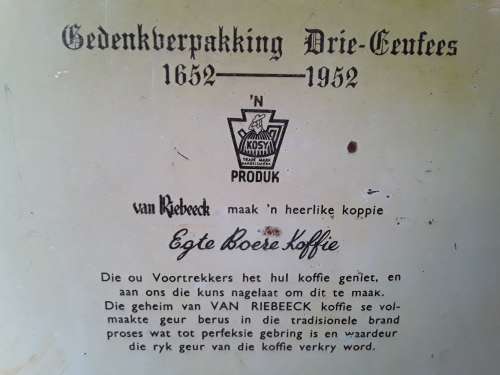 Gedenkverpakking Drie-Eeufees
1652——1952
'N
KOSY
TRADE MARK
HANDELSMERK
PRODUK
van Riebeeck maak 'n heerlike koppie
Egte Boere Koffie
Die ou Voortrekkers het hul koffie geniet, en
aan ons die kuns nagelaat om dit te maak.
Die geheim van VAN RIEBEECK koffie se vol-
maakte geur berus in die tradisionele brand
proses wat tot perfeksie gebring is en waardeur
die ryk geur van die koffie verkry word.